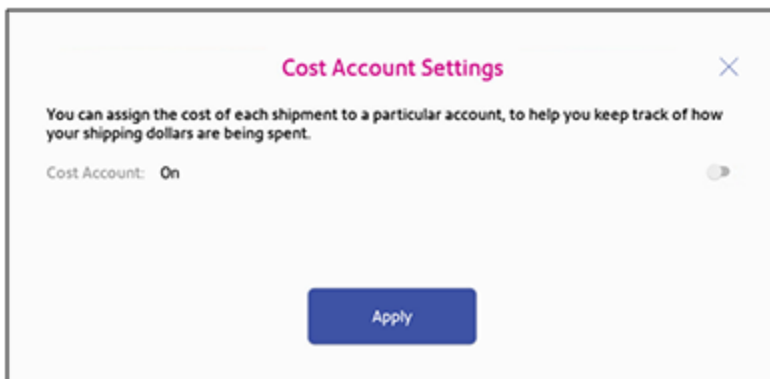 Cost Account Settings
You can assign the cost of each shipment to a particular account, to help you keep track of how
your shipping dollars are being spent.
Cost Account: On
Apply